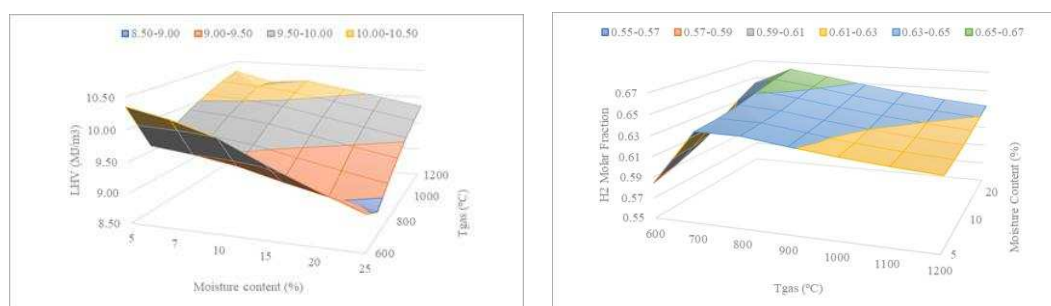 8.50-9.00 9.00-9.50 9.50-10.00 10.00-10.50
10.50
10.00
9.50
9.00
8.50
LHV (MJ/m3)
5 7 10 15 20 25
Moisture content (%)
1200
1000
800
600
Tgas (°C)
0.55-0.57 0.57-0.59 0.59-0.61 0.61-0.63 0.63-0.65 0.65-0.67
0.67
0.65
0.63
0.61
0.59
0.57
0.55
H2 Molar Fraction
600 700 800 900 1000 1100 1200
Tgas (°C)
20
10
5
Moisture Content (%)